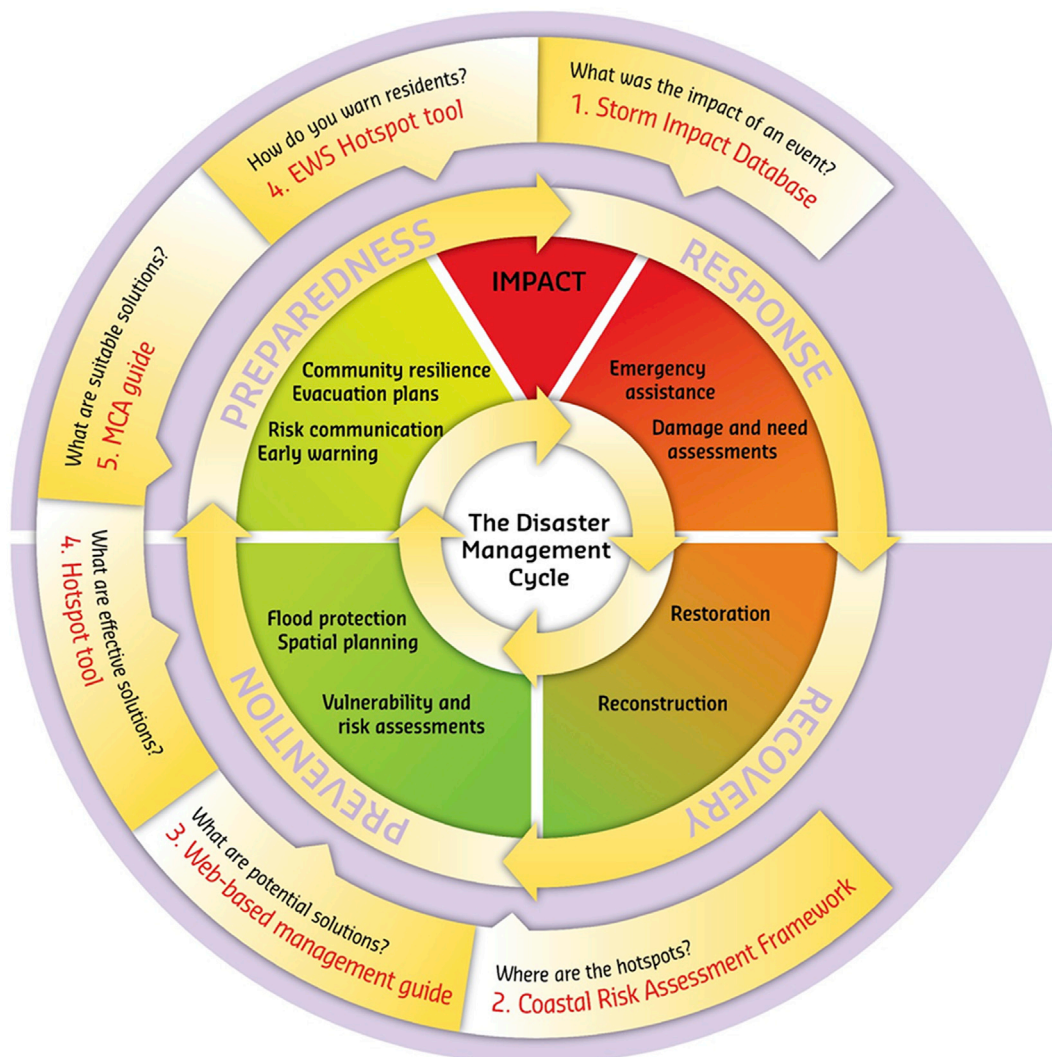 What was the impact of an event?
1. Storm Impact Database
How do you warn residents?
4. EWS Hotspot tool
What are suitable solutions?
5. MCA guide
What are effective solutions?
4. Hotspot tool
What are potential solutions?
3. Web-based management guide
Where are the hotspots?
2. Coastal Risk Assessment Framework
PREPAREDNESS
RESPONSE
RECOVERY
PREVENTION
IMPACT
Community resilience
Evacuation plans
Risk communication
Early warning
Emergency
assistance
Damage and need
assessments
The Disaster
Management
Cycle
Flood protection
Spatial planning
Vulnerability and
risk assessments
Restoration
Reconstruction